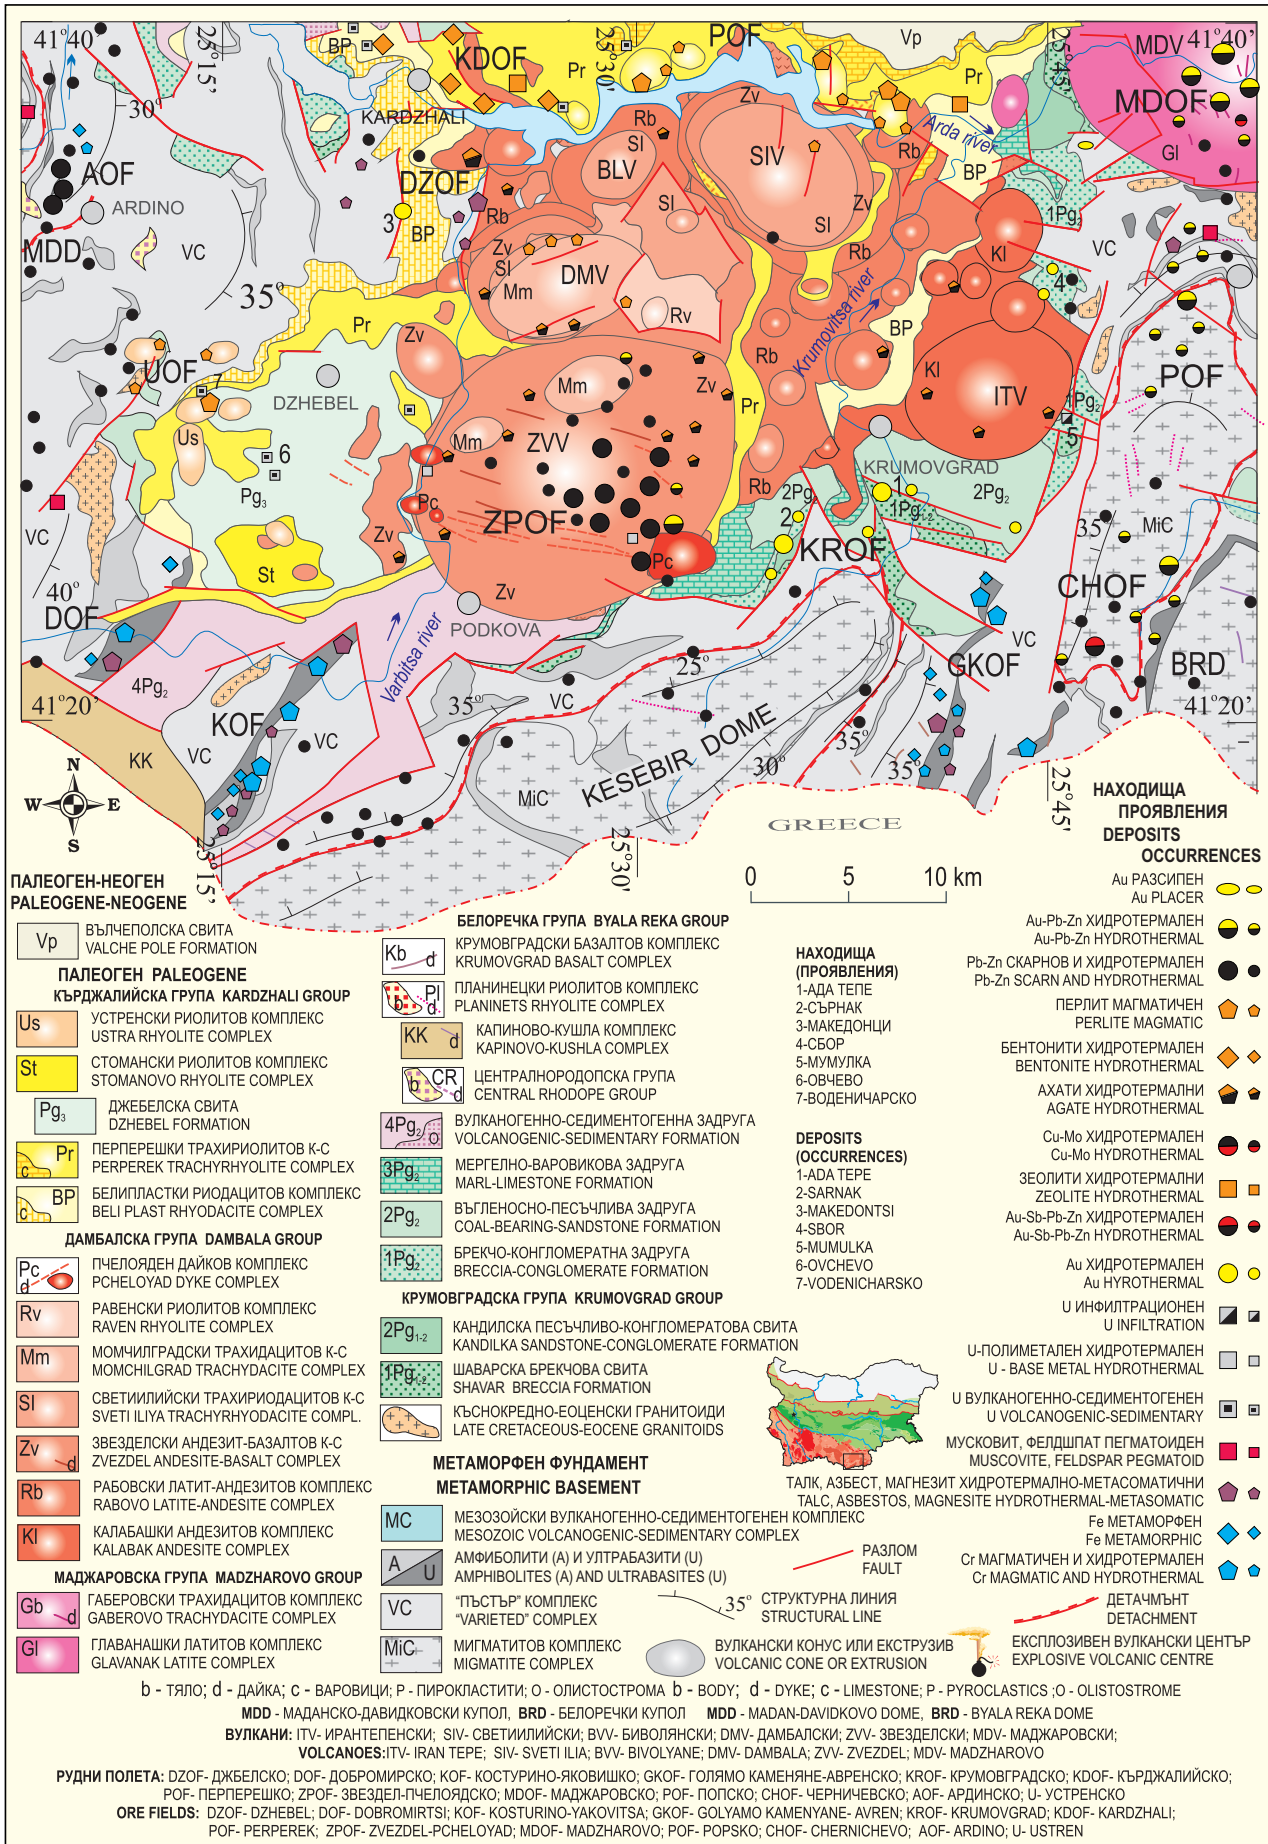 41°40'
25°15'
25°30'
25°45'
41°40'
BP
KDOF
POF
Vp
MDV
Pr
Pr
MDOF
30°
KARDZHALI
Zv
Rb
Arda river
AOF
Sl
BLV
SIV
Rb
Gl
ARDINO
DZOF
BP
Sl
Zv
1Pg₂
3
BP
Rb
MDD
VC
Zv
Sl
Sl
Rb
Kl
VC
DMV
Mm
4
35°
Krumovitsa river
Rv
Pr
Zv
BP
Rb
UOF
Mm
Zv
Kl
POF
7
DZHEBEL
Pr
ITV
1Pg₂
Us
Mm
ZVV
5
6
KRUMOVGRAD
Pg₃
Rb
2Pg₂
1
2Pg₂
Pc
ZPOF
2
1Pg₁₋₂
VC
Zv
KROF
35°
MiC
Pc
St
40°
Zv
CHOF
DOF
PODKOVA
VC
Varbitsa river
GKOF
BRD
25°
4Pg₂
41°20'
KOF
35°
VC
41°20'
VC
VC
KESEBIR DOME
KK
35°
30°
35°
MiC
N
W E
S
GREECE
25°45'
25°15'
25°30'
0 5 10 km
НАХОДИЩА
ПРОЯВЛЕНИЯ
DEPOSITS
OCCURRENCES
Au РАЗСИПЕН
Au PLACER
Au-Pb-Zn ХИДРОТЕРМАЛЕН
Au-Pb-Zn HYDROTHERMAL
Pb-Zn СКАРНОВ И ХИДРОТЕРМАЛЕН
Pb-Zn SCARN AND HYDROTHERMAL
ПЕРЛИТ МАГМАТИЧЕН
PERLITE MAGMATIC
БЕНТОНИТИ ХИДРОТЕРМАЛЕН
BENTONITE HYDROTHERMAL
АХАТИ ХИДРОТЕРМАЛНИ
AGATE HYDROTHERMAL
Cu-Mo ХИДРОТЕРМАЛЕН
Cu-Mo HYDROTHERMAL
ЗЕОЛИТИ ХИДРОТЕРМАЛНИ
ZEOLITE HYDROTHERMAL
Au-Sb-Pb-Zn ХИДРОТЕРМАЛЕН
Au-Sb-Pb-Zn HYDROTHERMAL
Au ХИДРОТЕРМАЛЕН
Au HYROTHERMAL
U ИНФИЛТРАЦИОНЕН
U INFILTRATION
U-ПОЛИМЕТАЛЕН ХИДРОТЕРМАЛЕН
U - BASE METAL HYDROTHERMAL
U ВУЛКАНОГЕННО-СЕДИМЕНТОГЕНЕН
U VOLCANOGENIC-SEDIMENTARY
МУСКОВИТ, ФЕЛДШПАТ ПЕГМАТОИДЕН
MUSCOVITE, FELDSPAR PEGMATOID
ТАЛК, АЗБЕСТ, МАГНЕЗИТ ХИДРОТЕРМАЛНО-МЕТАСОМАТИЧНИ
TALC, ASBESTOS, MAGNESITE HYDROTHERMAL-METASOMATIC
Fe МЕТАМОРФЕН
Fe METAMORPHIC
Cr МАГМАТИЧЕН И ХИДРОТЕРМАЛЕН
Cr MAGMATIC AND HYDROTHERMAL
ПАЛЕОГЕН-НЕОГЕН
PALEOGENE-NEOGENE
Vp
ВЪЛЧЕПОЛСКА СВИТА
VALCHE POLE FORMATION
ПАЛЕОГЕН PALEOGENE
КЪРДЖАЛИЙСКА ГРУПА KARDZHALI GROUP
Us
УСТРЕНСКИ РИОЛИТОВ КОМПЛЕКС
USTRA RHYOLITE COMPLEX
St
СТОМАНСКИ РИОЛИТОВ КОМПЛЕКС
STOMANOVO RHYOLITE COMPLEX
Pg₃
ДЖЕБЕЛСКА СВИТА
DZHEBEL FORMATION
c Pr
ПЕРПЕРЕШКИ ТРАХИРИОЛИТОВ К-С
PERPEREK TRACHYRHYOLITE COMPLEX
c BP
БЕЛИПЛАСТКИ РИОДАЦИТОВ КОМПЛЕКС
BELI PLAST RHYODACITE COMPLEX
ДАМБАЛСКА ГРУПА DAMBALA GROUP
Pc d
ПЧЕЛОЯДЕН ДАЙКОВ КОМПЛЕКС
PCHELOYAD DYKE COMPLEX
Rv
РАВЕНСКИ РИОЛИТОВ КОМПЛЕКС
RAVEN RHYOLITE COMPLEX
Mm
МОМЧИЛГРАДСКИ ТРАХИДАЦИТОВ К-С
MOMCHILGRAD TRACHYDACITE COMPLEX
Sl
СВЕТИИЛИЙСКИ ТРАХИРИОДАЦИТОВ К-С
SVETI ILIYA TRACHYRHYODACITE COMPL.
Zv d
ЗВЕЗДЕЛСКИ АНДЕЗИТ-БАЗАЛТОВ К-С
ZVEZDEL ANDESITE-BASALT COMPLEX
Rb
РАБОВСКИ ЛАТИТ-АНДЕЗИТОВ КОМПЛЕКС
RABOVO LATITE-ANDESITE COMPLEX
Kl
КАЛАБАШКИ АНДЕЗИТОВ КОМПЛЕКС
KALABAK ANDESITE COMPLEX
МАДЖАРОВСКА ГРУПА MADZHAROVO GROUP
Gb d
ГАБЕРОВСКИ ТРАХИДАЦИТОВ КОМПЛЕКС
GABEROVO TRACHYDACITE COMPLEX
Gl
ГЛАВАНАШКИ ЛАТИТОВ КОМПЛЕКС
GLAVANAK LATITE COMPLEX
БЕЛОРЕЧКА ГРУПА BYALA REKA GROUP
Kb d
КРУМОВГРАДСКИ БАЗАЛТОВ КОМПЛЕКС
KRUMOVGRAD BASALT COMPLEX
b Pl d
ПЛАНИНЕЦКИ РИОЛИТОВ КОМПЛЕКС
PLANINETS RHYOLITE COMPLEX
KK d
КАПИНОВО-КУШЛА КОМПЛЕКС
KAPINOVO-KUSHLA COMPLEX
b CR d
ЦЕНТРАЛНОРОДОПСКА ГРУПА
CENTRAL RHODOPE GROUP
4Pg₂ O
ВУЛКАНОГЕННО-СЕДИМЕНТОГЕННА ЗАДРУГА
VOLCANOGENIC-SEDIMENTARY FORMATION
3Pg₂
МЕРГЕЛНО-ВАРОВИКОВА ЗАДРУГА
MARL-LIMESTONE FORMATION
2Pg₂
ВЪГЛЕНОСНО-ПЕСЪЧЛИВА ЗАДРУГА
COAL-BEARING-SANDSTONE FORMATION
1Pg₂
БРЕКЧО-КОНГЛОМЕРАТНА ЗАДРУГА
BRECCIA-CONGLOMERATE FORMATION
КРУМОВГРАДСКА ГРУПА KRUMOVGRAD GROUP
2Pg₁₋₂
КАНДИЛСКА ПЕСЪЧЛИВО-КОНГЛОМЕРАТОВА СВИТА
KANDILKA SANDSTONE-CONGLOMERATE FORMATION
1Pg₁₋₂
ШАВАРСКА БРЕКЧОВА СВИТА
SHAVAR BRECCIA FORMATION
КЪСНОКРЕДНО-ЕОЦЕНСКИ ГРАНИТОИДИ
LATE CRETACEOUS-EOCENE GRANITOIDS
МЕТАМОРФЕН ФУНДАМЕНТ
METAMORPHIC BASEMENT
MC
МЕЗОЗОЙСКИ ВУЛКАНОГЕННО-СЕДИМЕНТОГЕНЕН КОМПЛЕКС
MESOZOIC VOLCANOGENIC-SEDIMENTARY COMPLEX
A U
АМФИБОЛИТИ (А) И УЛТРАБАЗИТИ (U)
AMPHIBOLITES (A) AND ULTRABASITES (U)
VC
"ПЪСТЪР" КОМПЛЕКС
"VARIETED" COMPLEX
MiC
МИГМАТИТОВ КОМПЛЕКС
MIGMATITE COMPLEX
НАХОДИЩА
(ПРОЯВЛЕНИЯ)
1-АДА ТЕПЕ
2-СЪРНАК
3-МАКЕДОНЦИ
4-СБОР
5-МУМУЛКА
6-ОВЧЕВО
7-ВОДЕНИЧАРСКО
DEPOSITS
(OCCURRENCES)
1-ADA TEPE
2-SARNAK
3-MAKEDONTSI
4-SBOR
5-MUMULKA
6-OVCHEVO
7-VODENICHARSKO
РАЗЛОМ
FAULT
35° СТРУКТУРНА ЛИНИЯ
STRUCTURAL LINE
ДЕТАЧМЪНТ
DETACHMENT
ВУЛКАНСКИ КОНУС ИЛИ ЕКСТРУЗИВ
VOLCANIC CONE OR EXTRUSION
ЕКСПЛОЗИВЕН ВУЛКАНСКИ ЦЕНТЪР
EXPLOSIVE VOLCANIC CENTRE
b - ТЯЛО; d - ДАЙКА; c - ВАРОВИЦИ; P - ПИРОКЛАСТИТИ; O - ОЛИСТОСТРОМА b - BODY; d - DYKE; c - LIMESTONE; P - PYROCLASTICS ;O - OLISTOSTROME
MDD - МАДАНСКО-ДАВИДКОВСКИ КУПОЛ, BRD - БЕЛОРЕЧКИ КУПОЛ MDD - MADAN-DAVIDKOVO DOME, BRD - BYALA REKA DOME
ВУЛКАНИ: ITV- ИРАНТЕПЕНСКИ; SIV- СВЕТИИЛИЙСКИ; BVV- БИВОЛЯНСКИ; DMV- ДАМБАЛСКИ; ZVV- ЗВЕЗДЕЛСКИ; MDV- МАДЖАРОВСКИ;
VOLCANOES:ITV- IRAN TEPE; SIV- SVETI ILIA; BVV- BIVOLYANE; DMV- DAMBALA; ZVV- ZVEZDEL; MDV- MADZHAROVO
РУДНИ ПОЛЕТА: DZOF- ДЖБЕЛСКО; DOF- ДОБРОМИРСКО; KOF- КОСТУРИНО-ЯКОВИШКО; GKOF- ГОЛЯМО КАМЕНЯНЕ-АВРЕНСКО; KROF- КРУМОВГРАДСКО; KDOF- КЪРДЖАЛИЙСКО;
POF- ПЕРПЕРЕШКО; ZPOF- ЗВЕЗДЕЛ-ПЧЕЛОЯДСКО; MDOF- МАДЖАРОВСКО; POF- ПОПСКО; CHOF- ЧЕРНИЧЕВСКО; AOF- АРДИНСКО; U- УСТРЕНСКО
ORE FIELDS: DZOF- DZHEBEL; DOF- DOBROMIRTSI; KOF- KOSTURINO-YAKOVITSA; GKOF- GOLYAMO KAMENYANE- AVREN; KROF- KRUMOVGRAD; KDOF- KARDZHALI;
POF- PERPEREK; ZPOF- ZVEZDEL-PCHELOYAD; MDOF- MADZHAROVO; POF- POPSKO; CHOF- CHERNICHEVO; AOF- ARDINO; U- USTREN